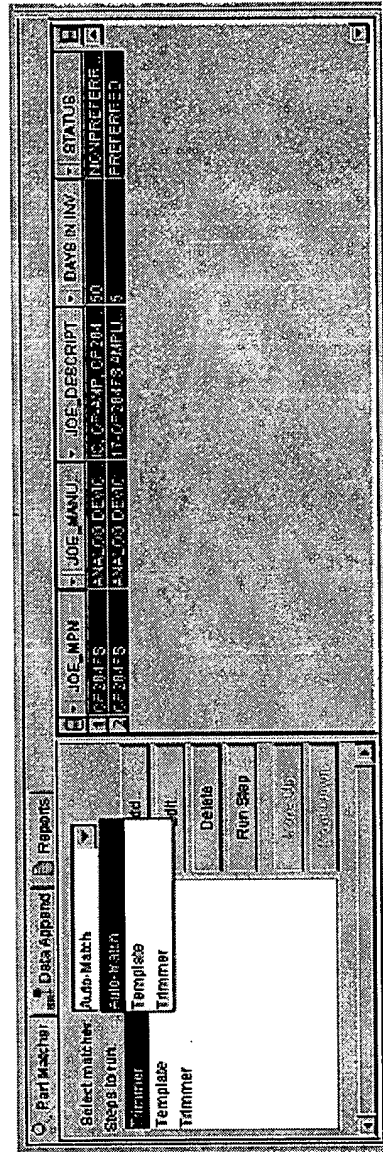 Part Matcher Data Append Reports
Select matcher: Auto-Match
Auto-Match
Template
Trimmer
Steps to run:
Trimmer
Template
Trimmer
Delete
Run Step
JOE_MPN JOE_MANU... JOE_DESCRIPT... DAYS IN INV... STATUS
1 ANALOG DEVIC... 50 NONPREFERR...
2 ANALOG DEVIC... 5 PREFERRED